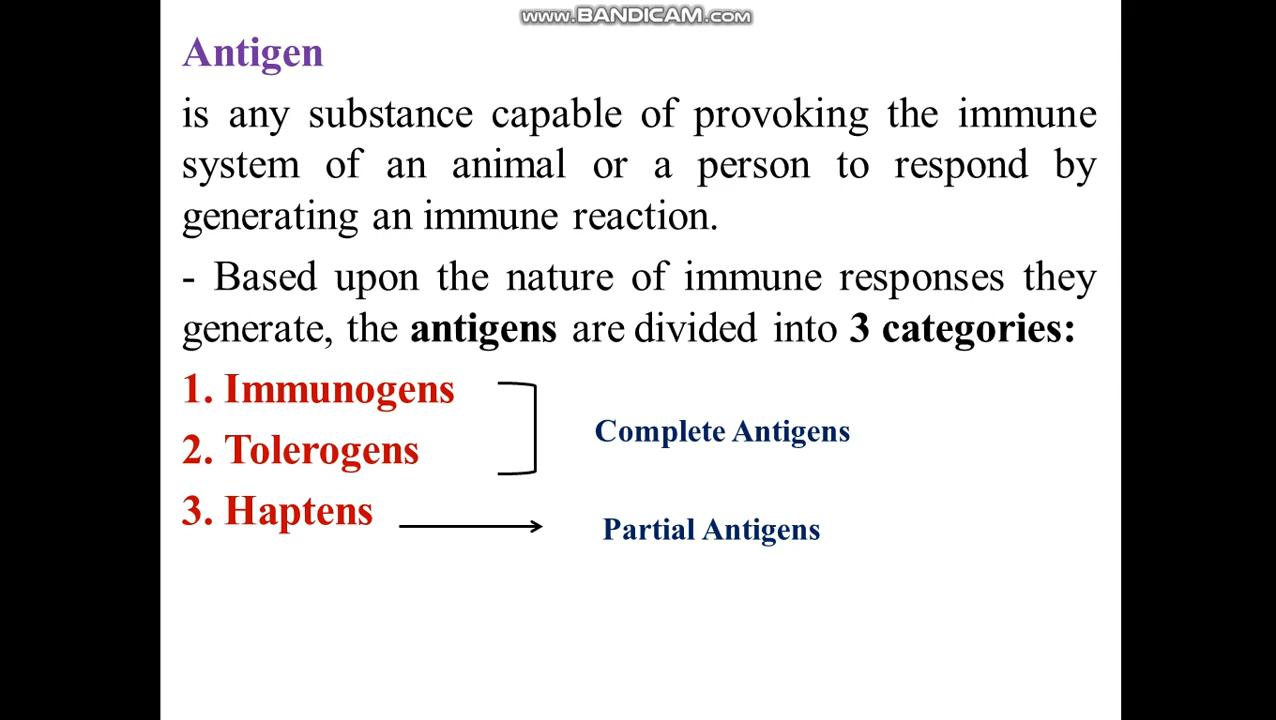 www.BANDICAM.com
Antigen
is any substance capable of provoking the immune
system of an animal or a person to respond by
generating an immune reaction.
- Based upon the nature of immune responses they
generate, the antigens are divided into 3 categories:
1. Immunogens
Complete Antigens
2. Tolerogens
3. Haptens
Partial Antigens